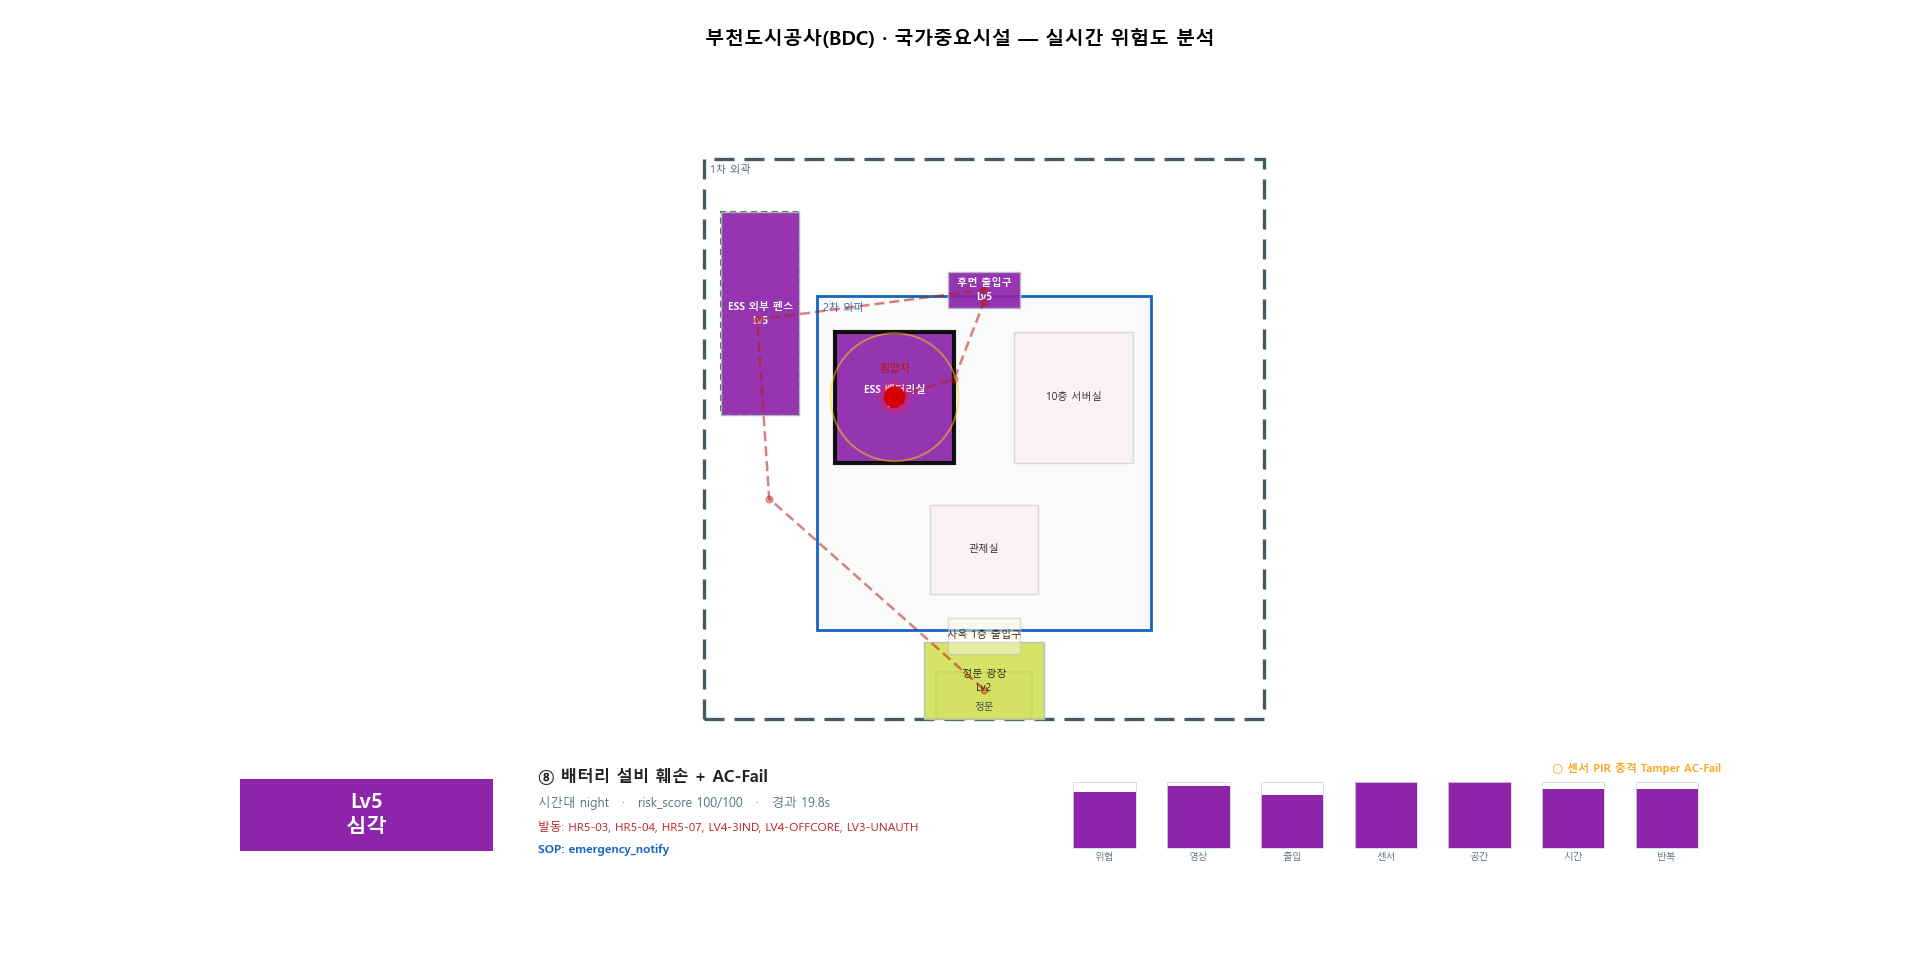 부천도시공사(BDC) · 국가중요시설 — 실시간 위험도 분석
1차 외곽
ESS 외부 펜스
Lv5
후면 출입구
Lv5
2차 외피
침입자
ESS 배터리실
10층 서버실
관제실
사옥 1층 출입구
정문 광장
Lv2
정문
Lv5
심각
⑧ 배터리 설비 훼손 + AC-Fail
시간대 night · risk_score 100/100 · 경과 19.8s
발동: HR5-03, HR5-04, HR5-07, LV4-3IND, LV4-OFFCORE, LV3-UNAUTH
SOP: emergency_notify
○ 센서 PIR 충격 Tamper AC-Fail
위협
영상
출입
센서
공간
시간
반복